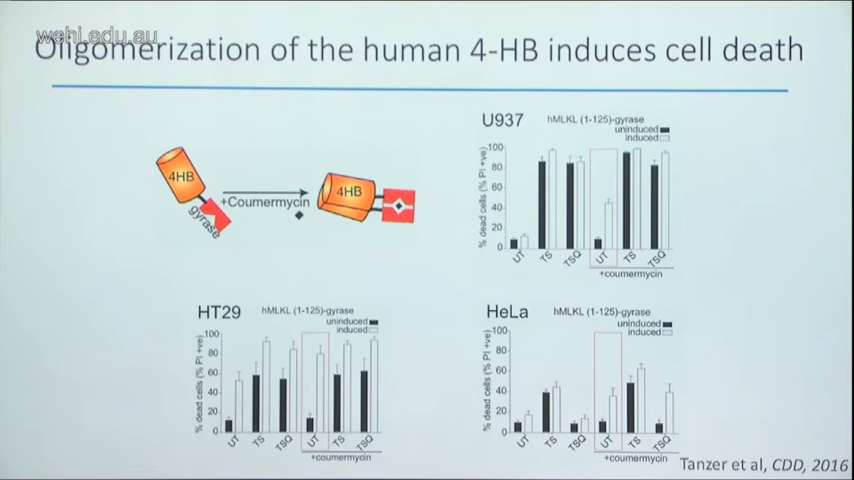 wehi.edu.au
Oligomerization of the human 4-HB induces cell death
4HB
gyrase
+Coumermycin
4HB
U937
hMLKL (1-125)-gyrase
uninduced
induced
% dead cells (% PI +ve)
100
80
60
40
20
0
UT
TS
TSQ
UT
TS
TSQ
+coumermycin
HT29
hMLKL (1-125)-gyrase
uninduced
induced
% dead cells (% PI +ve)
100
80
60
40
20
0
UT
TS
TSQ
UT
TS
TSQ
+coumermycin
HeLa
hMLKL (1-125)-gyrase
uninduced
induced
% dead cells (% PI +ve)
100
80
60
40
20
0
UT
TS
TSQ
UT
TS
TSQ
+coumermycin
Tanzer et al, CDD, 2016